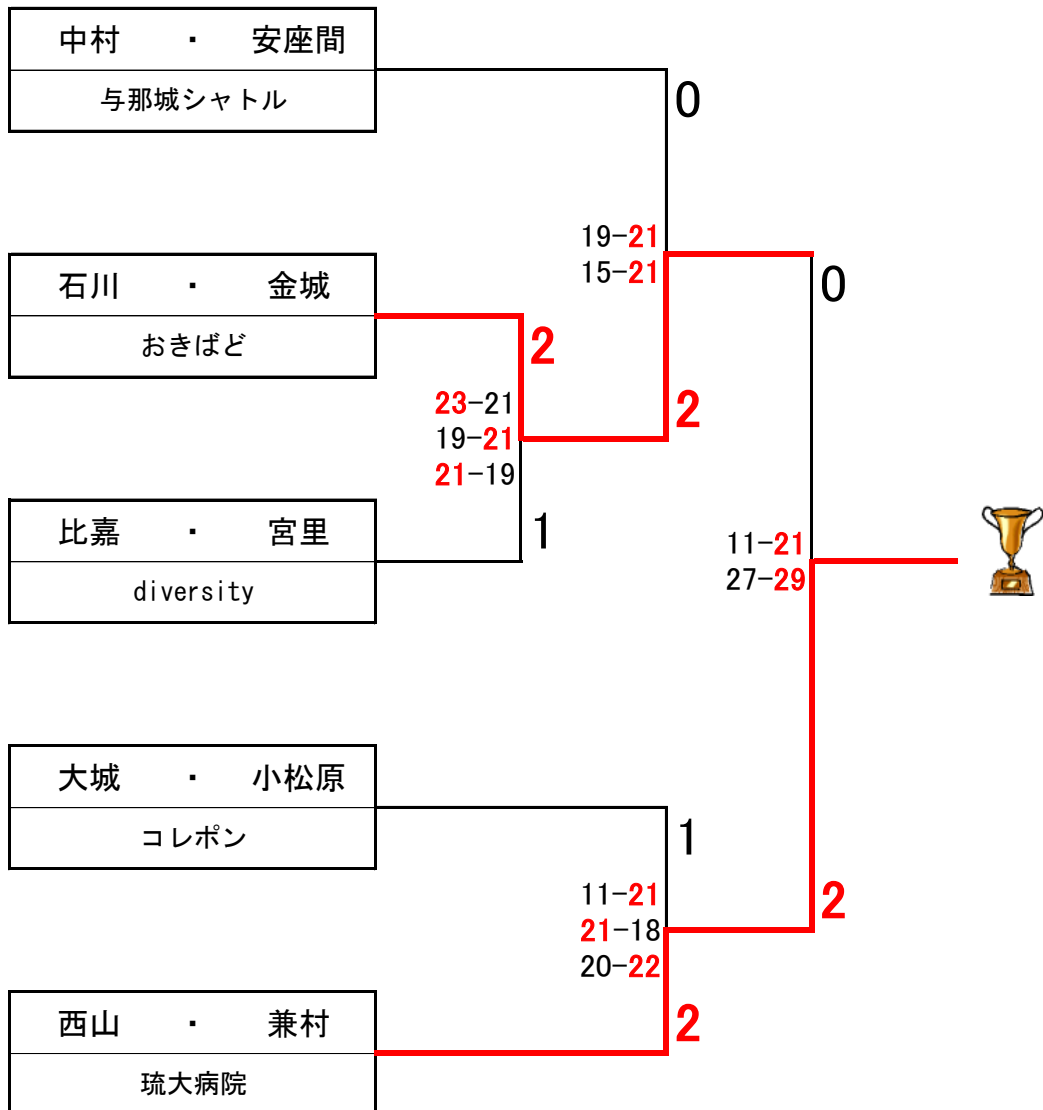 中村 ・ 安座間
与那城シャトル
0
19-21
15-21
石川 ・ 金城
おきばど
0
2
2
23-21
19-21
21-19
比嘉 ・ 宮里
diversity
1
11-21
27-29
大城 ・ 小松原
コレポン
1
11-21
21-18
20-22
2
西山 ・ 兼村
琉大病院
2